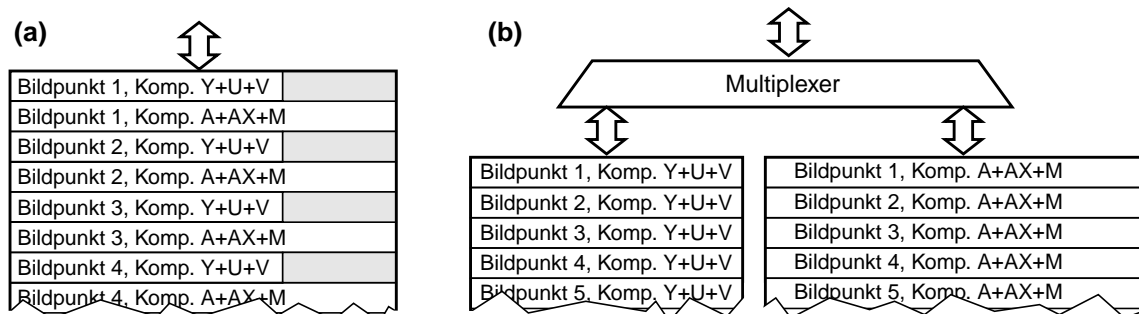 (a)
Bildpunkt 1, Komp. Y+U+V
Bildpunkt 1, Komp. A+AX+M
Bildpunkt 2, Komp. Y+U+V
Bildpunkt 2, Komp. A+AX+M
Bildpunkt 3, Komp. Y+U+V
Bildpunkt 3, Komp. A+AX+M
Bildpunkt 4, Komp. Y+U+V
Bildpunkt 4, Komp. A+AX+M
(b)
Multiplexer
Bildpunkt 1, Komp. Y+U+V
Bildpunkt 2, Komp. Y+U+V
Bildpunkt 3, Komp. Y+U+V
Bildpunkt 4, Komp. Y+U+V
Bildpunkt 5, Komp. Y+U+V
Bildpunkt 1, Komp. A+AX+M
Bildpunkt 2, Komp. A+AX+M
Bildpunkt 3, Komp. A+AX+M
Bildpunkt 4, Komp. A+AX+M
Bildpunkt 5, Komp. A+AX+M